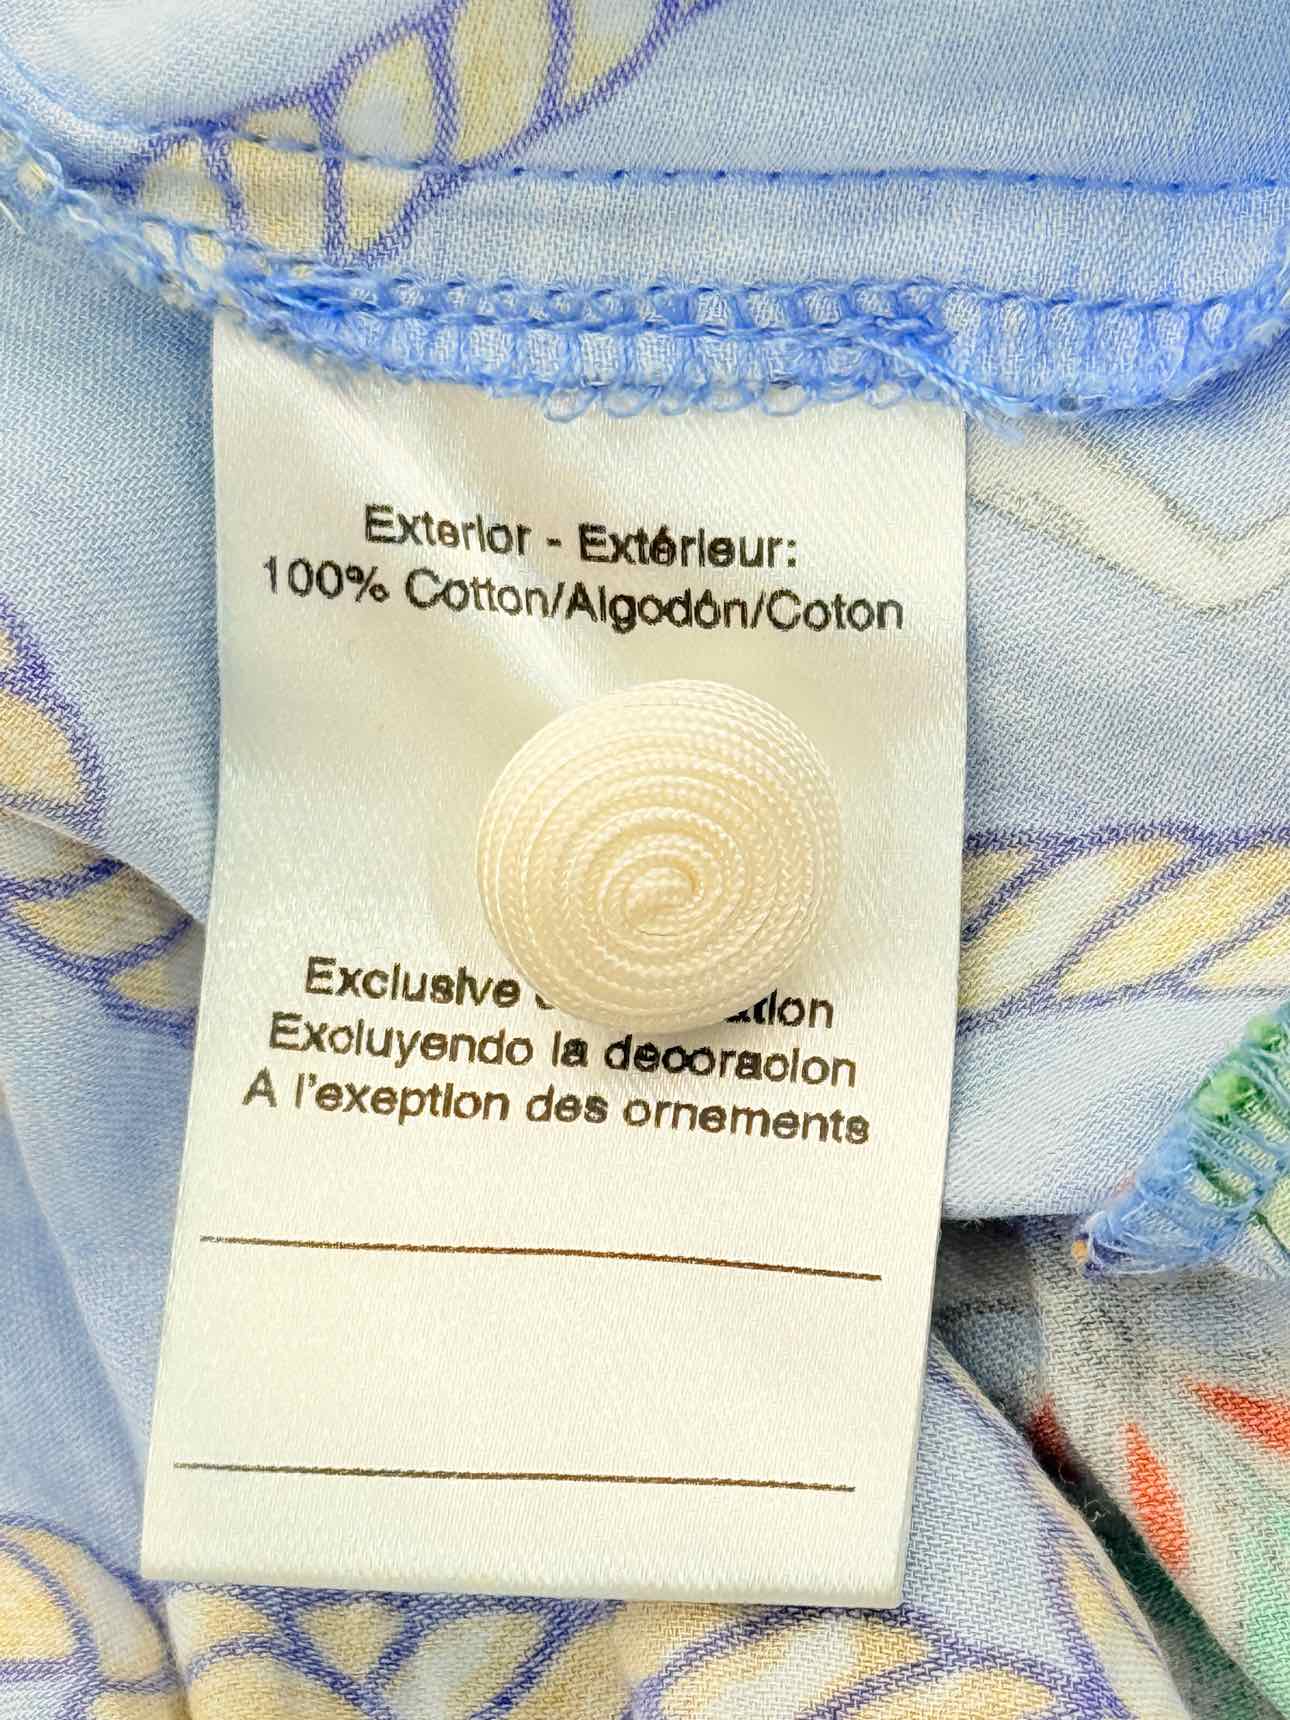 Exterior - Extérieur:
100% Cotton/Algodón/Coton
Exclusive
Excluyendo la decoracion
A l'exeption des ornements